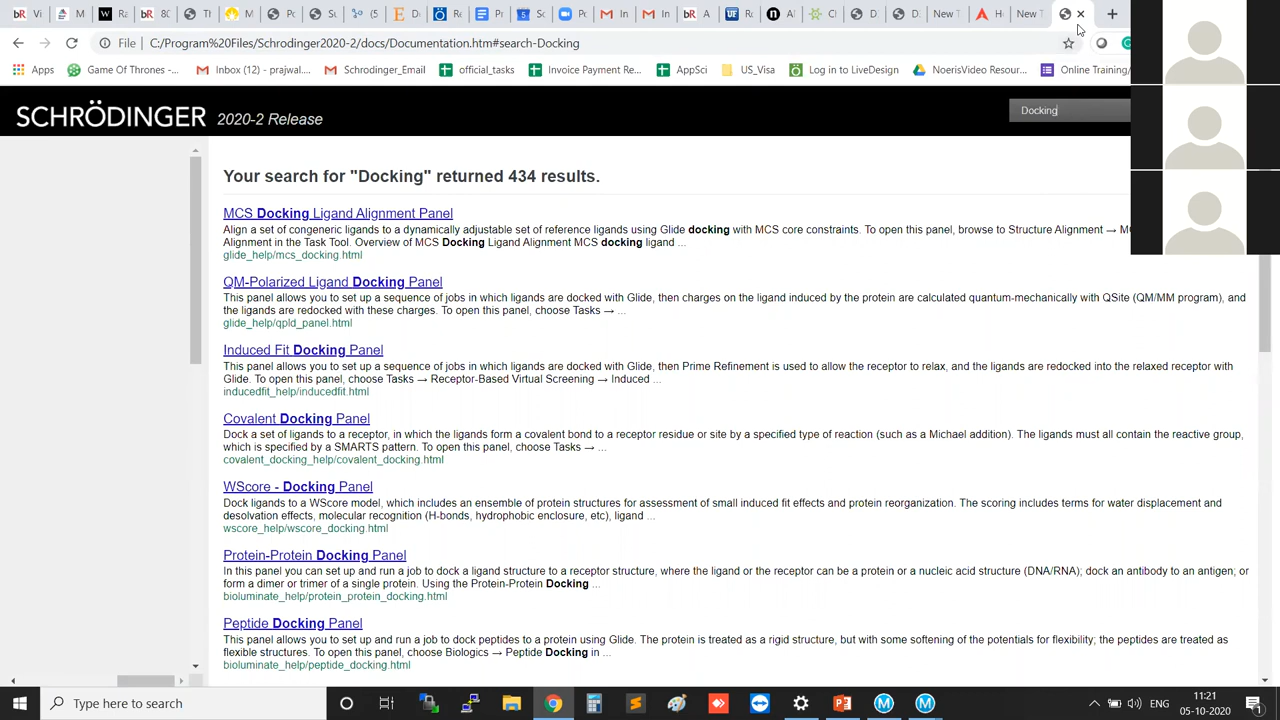 Vi M Ra 80 Th Yo Po Su (5 D Re Pro 5 So Po In In A Ro A Cl D. D. New T Ho New T
File C:/Program%20Files/Schrodinger2020-2/docs/Documentation.htm#search-Docking
Apps Game Of Thrones -... Inbox (12) - prajwal.... Schrodinger_Email official_tasks Invoice Payment Re... AppSci US_Visa Log in to LiveDesign NoerisVideo Resour... Online Training/
SCHRÖDINGER 2020-2 Release
Docking
Your search for "Docking" returned 434 results.
MCS Docking Ligand Alignment Panel
Align a set of congeneric ligands to a dynamically adjustable set of reference ligands using Glide docking with MCS core constraints. To open this panel, browse to Structure Alignment → M
Alignment in the Task Tool. Overview of MCS Docking Ligand Alignment MCS docking ligand ...
glide_help/mcs_docking.html
QM-Polarized Ligand Docking Panel
This panel allows you to set up a sequence of jobs in which ligands are docked with Glide, then charges on the ligand induced by the protein are calculated quantum-mechanically with QSite (QM/MM program), and
the ligands are redocked with these charges. To open this panel, choose Tasks → ...
glide_help/qpld_panel.html
Induced Fit Docking Panel
This panel allows you to set up a sequence of jobs in which ligands are docked with Glide, then Prime Refinement is used to allow the receptor to relax, and the ligands are redocked into the relaxed receptor with
Glide. To open this panel, choose Tasks → Receptor-Based Virtual Screening → Induced ...
inducedfit_help/inducedfit.html
Covalent Docking Panel
Dock a set of ligands to a receptor, in which the ligands form a covalent bond to a receptor residue or site by a specified type of reaction (such as a Michael addition). The ligands must all contain the reactive group,
which is specified by a SMARTS pattern. To open this panel, choose Tasks → ...
covalent_docking_help/covalent_docking.html
WScore - Docking Panel
Dock ligands to a WScore model, which includes an ensemble of protein structures for assessment of small induced fit effects and protein reorganization. The scoring includes terms for water displacement and
desolvation effects, molecular recognition (H-bonds, hydrophobic enclosure, etc), ligand ...
wscore_help/wscore_docking.html
Protein-Protein Docking Panel
In this panel you can set up and run a job to dock a ligand structure to a receptor structure, where the ligand or the receptor can be a protein or a nucleic acid structure (DNA/RNA); dock an antibody to an antigen; or
form a dimer or trimer of a single protein. Using the Protein-Protein Docking ...
bioluminate_help/protein_protein_docking.html
Peptide Docking Panel
This panel allows you to set up and run a job to dock peptides to a protein using Glide. The protein is treated as a rigid structure, but with some softening of the potentials for flexibility; the peptides are treated as
flexible structures. To open this panel, choose Biologics → Peptide Docking in ...
bioluminate_help/peptide_docking.html
Type here to search
ENG
11:21
05-10-2020